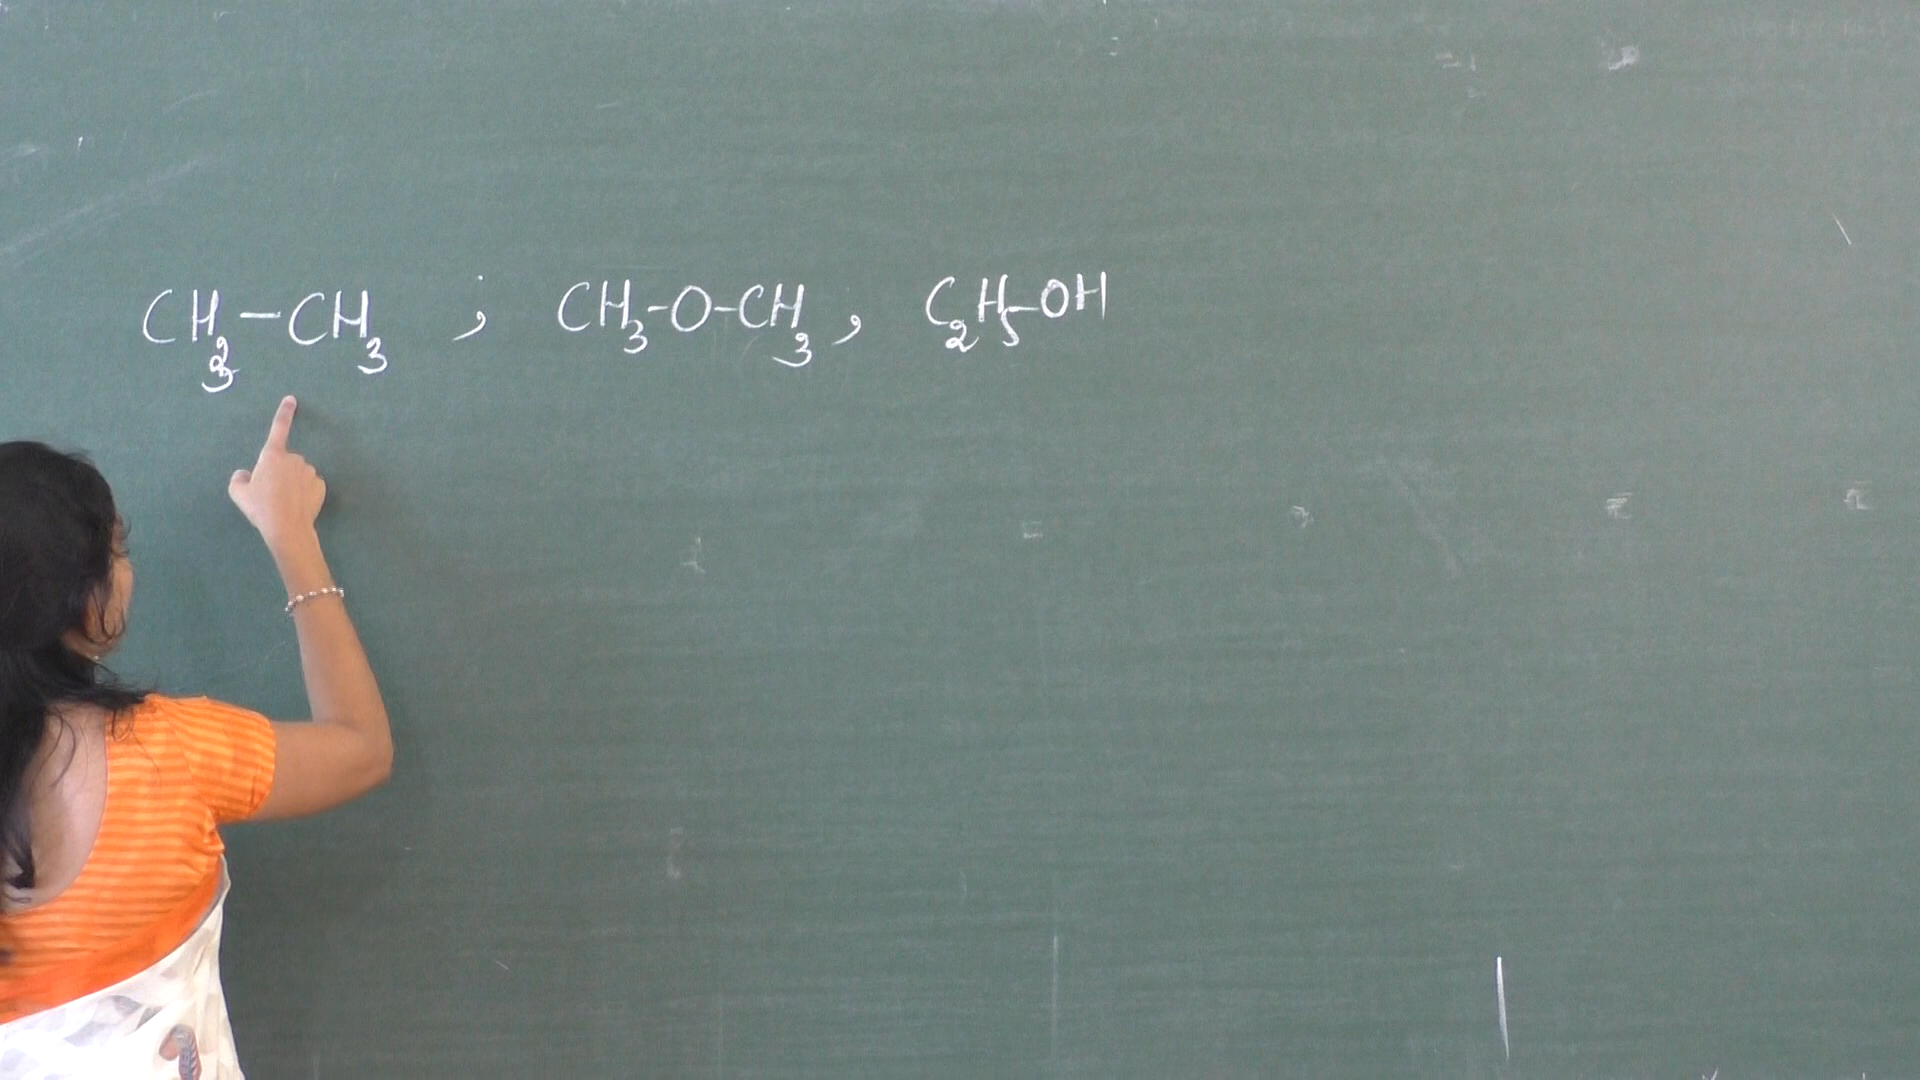 CH₃-CH₃ ; CH₃-O-CH₃, C₂H₅-OH